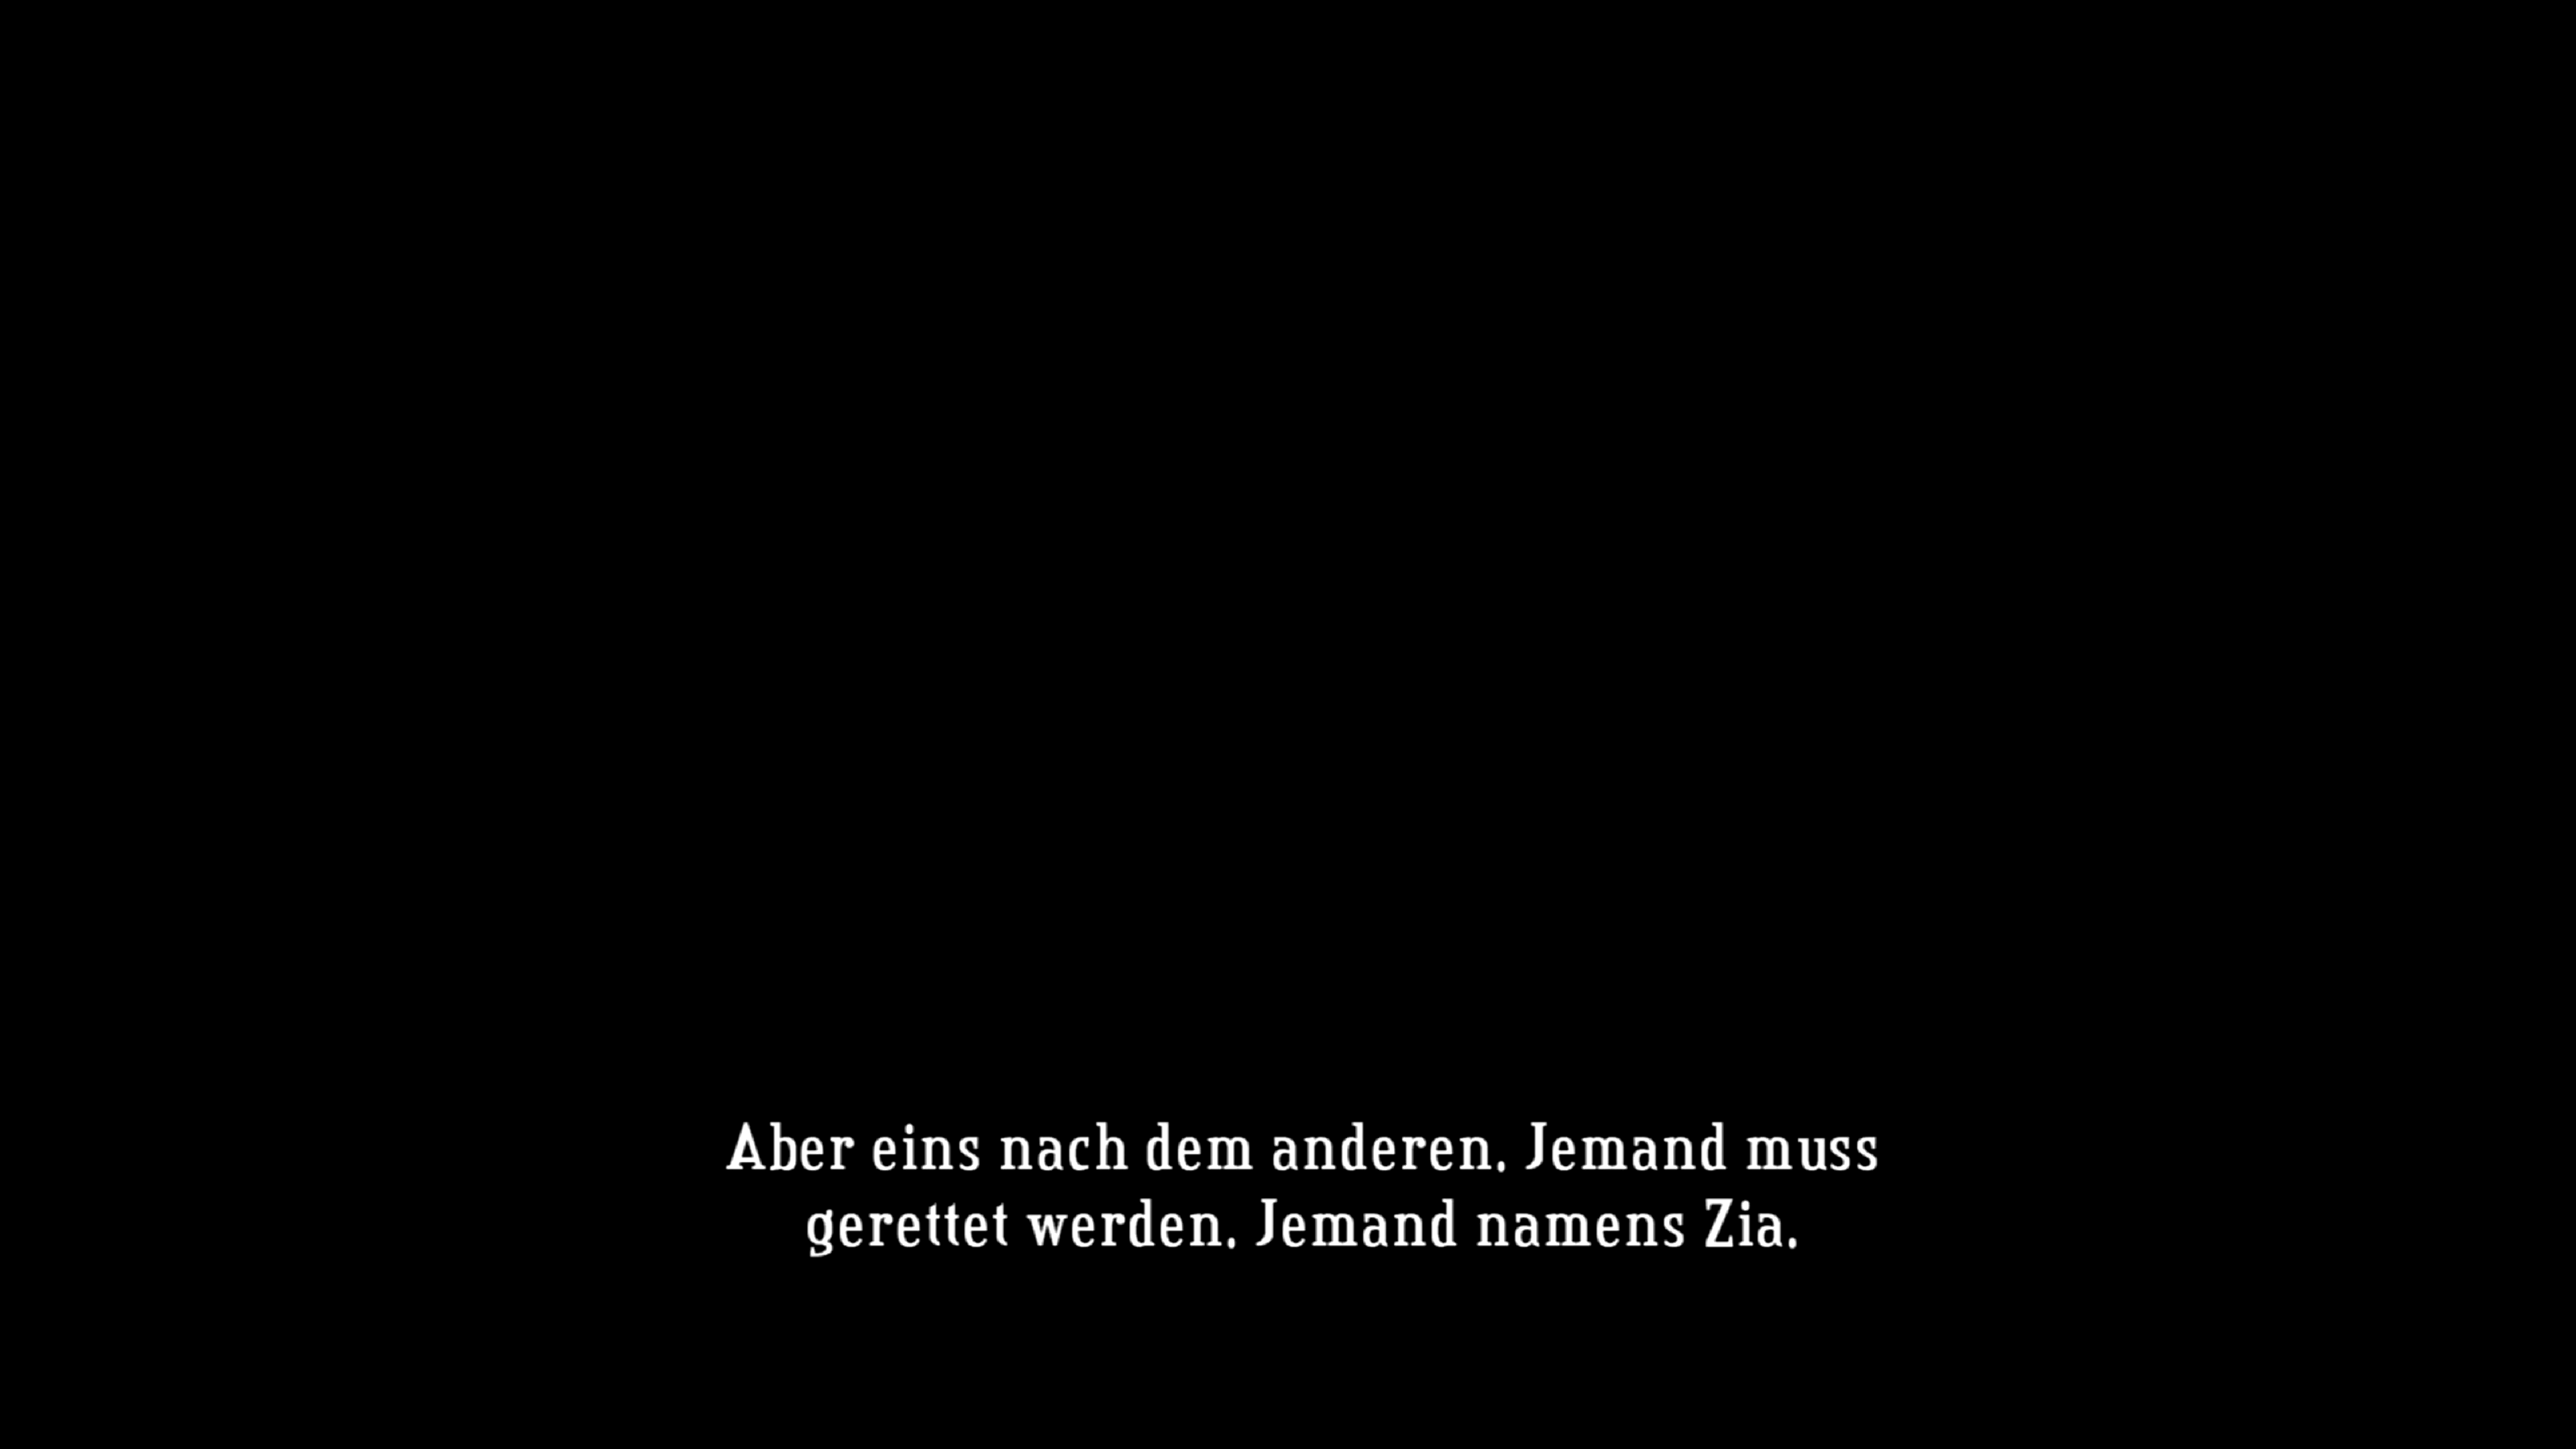 Aber eins nach dem anderen. Jemand muss
gerettet werden. Jemand namens Zia.